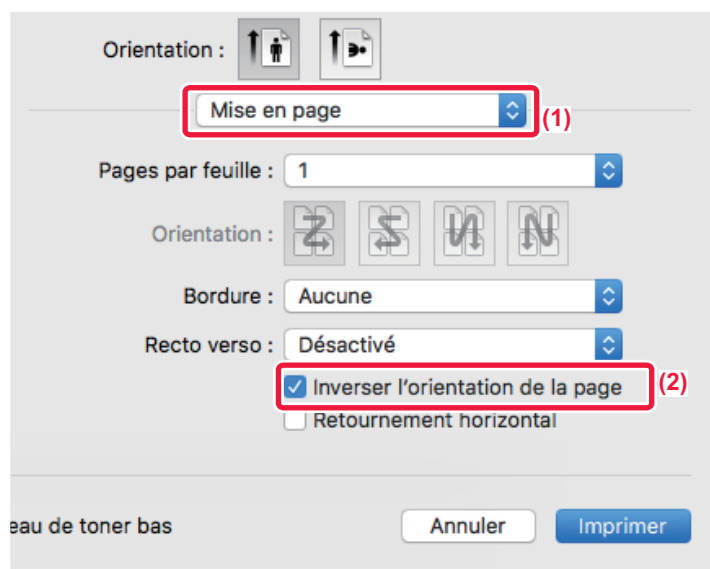 Orientation :
Mise en page
(1)
Pages par feuille : 1
Orientation :
Bordure : Aucune
Recto verso : Désactivé
Inverser l'orientation de la page
(2)
Retournement horizontal
eau de toner bas Annuler Imprimer